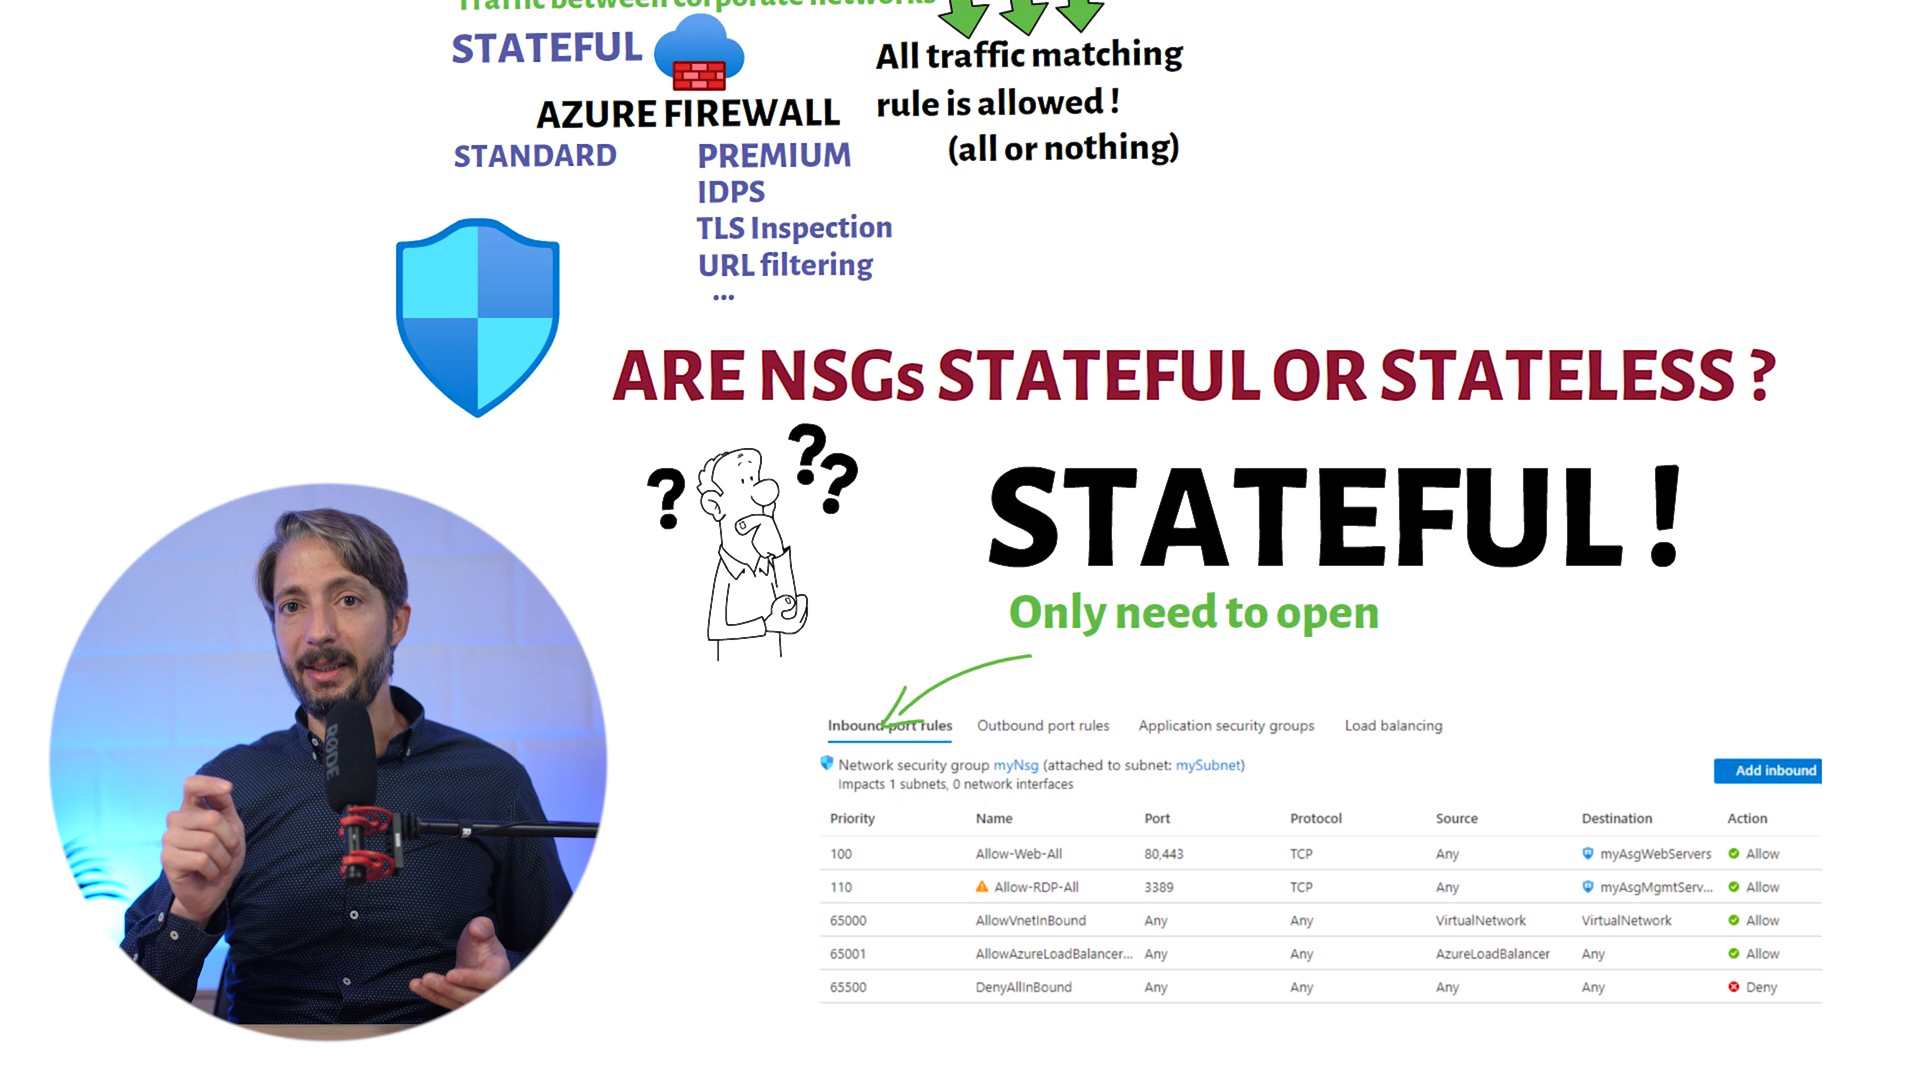 Traffic between corporate networks
STATEFUL
AZURE FIREWALL
STANDARD
PREMIUM
IDPS
TLS Inspection
URL filtering
...
All traffic matching
rule is allowed !
(all or nothing)
ARE NSGs STATEFUL OR STATELESS ?
? ? ?
STATEFUL !
Only need to open
RØDE
Inbound port rules Outbound port rules Application security groups Load balancing
Network security group myNsg (attached to subnet: mySubnet)
Impacts 1 subnets, 0 network interfaces
Add inbound
Priority Name Port Protocol Source Destination Action
100 Allow-Web-All 80,443 TCP Any myAsgWebServers Allow
110 Allow-RDP-All 3389 TCP Any myAsgMgmtServ... Allow
65000 AllowVnetInBound Any Any VirtualNetwork VirtualNetwork Allow
65001 AllowAzureLoadBalancer... Any Any AzureLoadBalancer Any Allow
65500 DenyAllInBound Any Any Any Any Deny